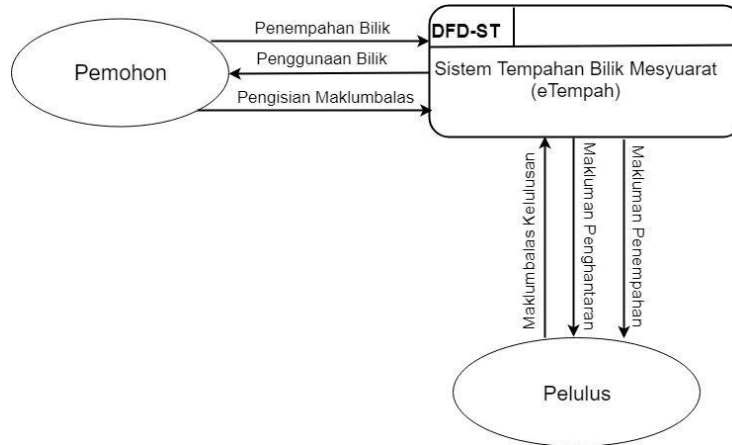 Penempahan Bilik
DFD-ST
Penggunaan Bilik
Pemohon
Sistem Tempahan Bilik Mesyuarat
(eTempah)
Pengisian Maklumbalas
Maklumbalas Kelulusan
Makluman Penghantaran
Makluman Penempahan
Pelulus